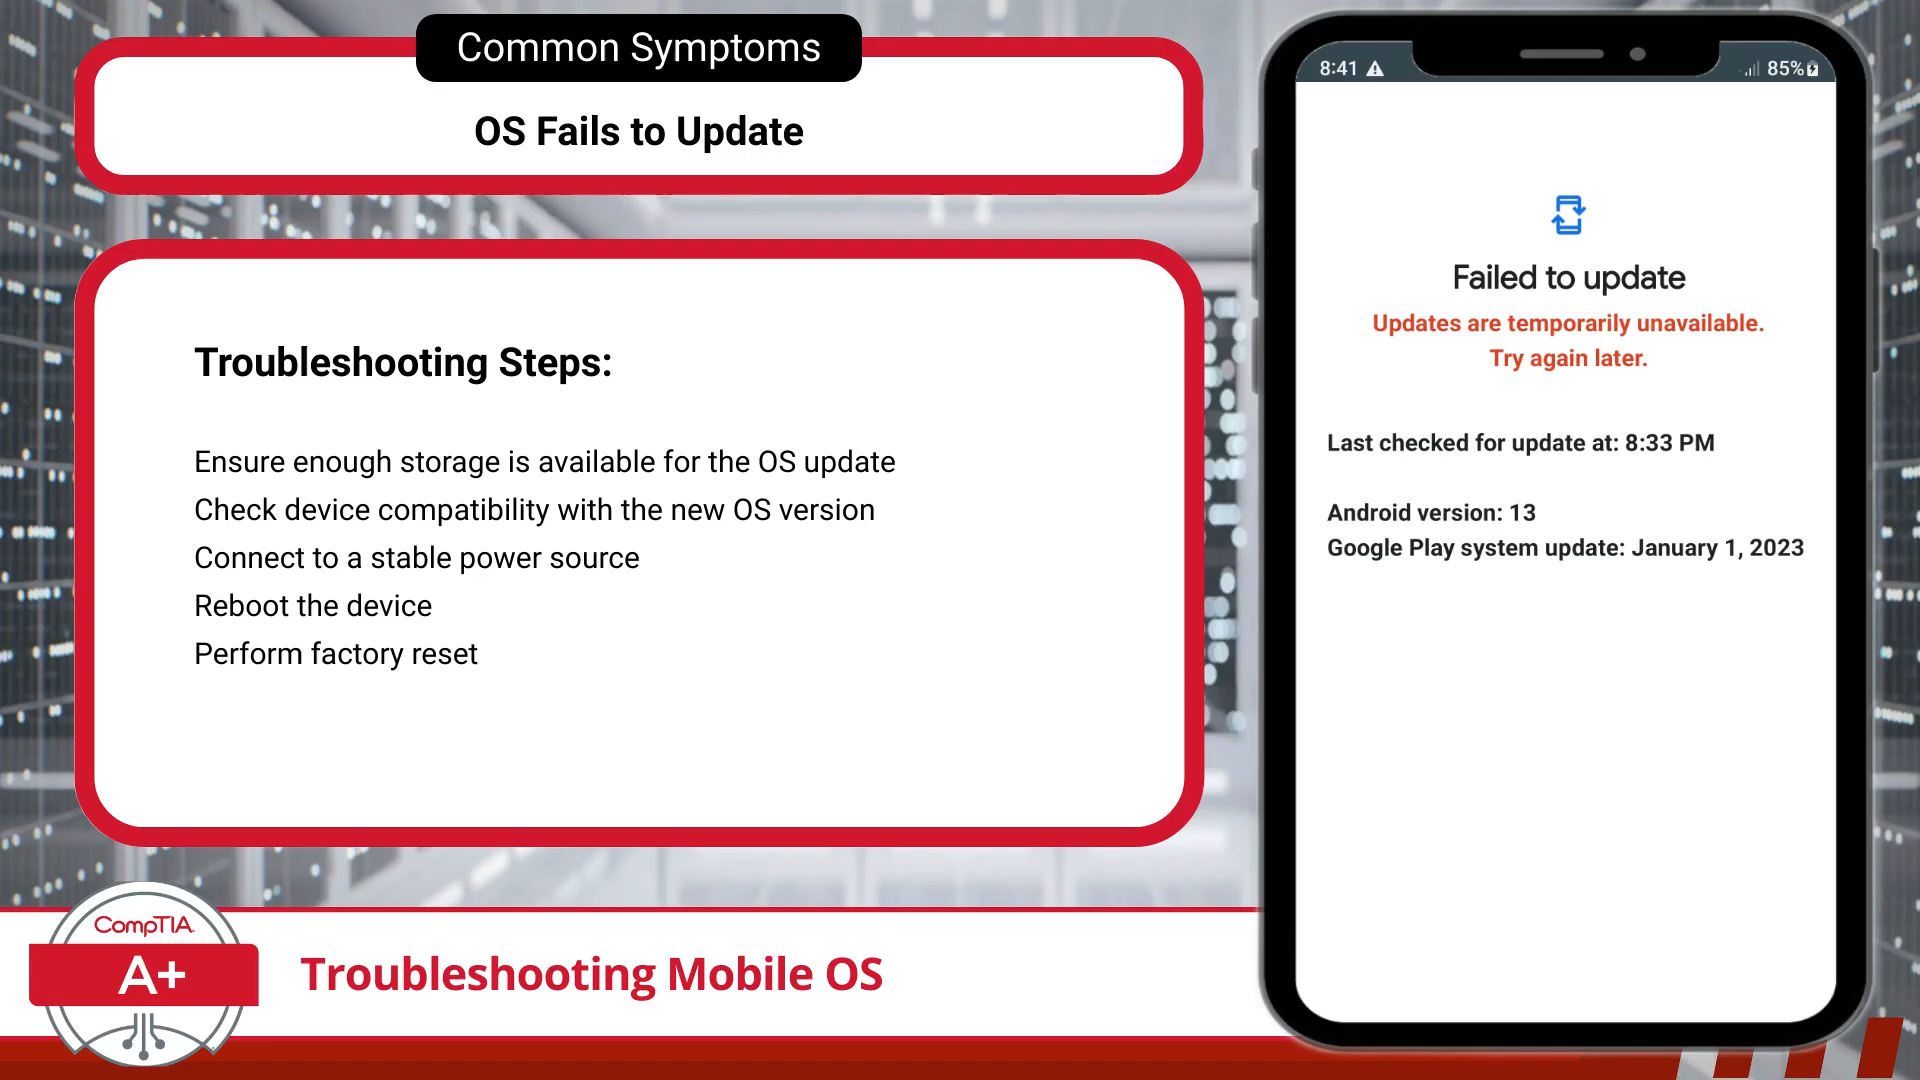 Common Symptoms
OS Fails to Update
Troubleshooting Steps:
Ensure enough storage is available for the OS update
Check device compatibility with the new OS version
Connect to a stable power source
Reboot the device
Perform factory reset
8:41
85%
Failed to update
Updates are temporarily unavailable.
Try again later.
Last checked for update at: 8:33 PM
Android version: 13
Google Play system update: January 1, 2023
CompTIA.
A+
Troubleshooting Mobile OS